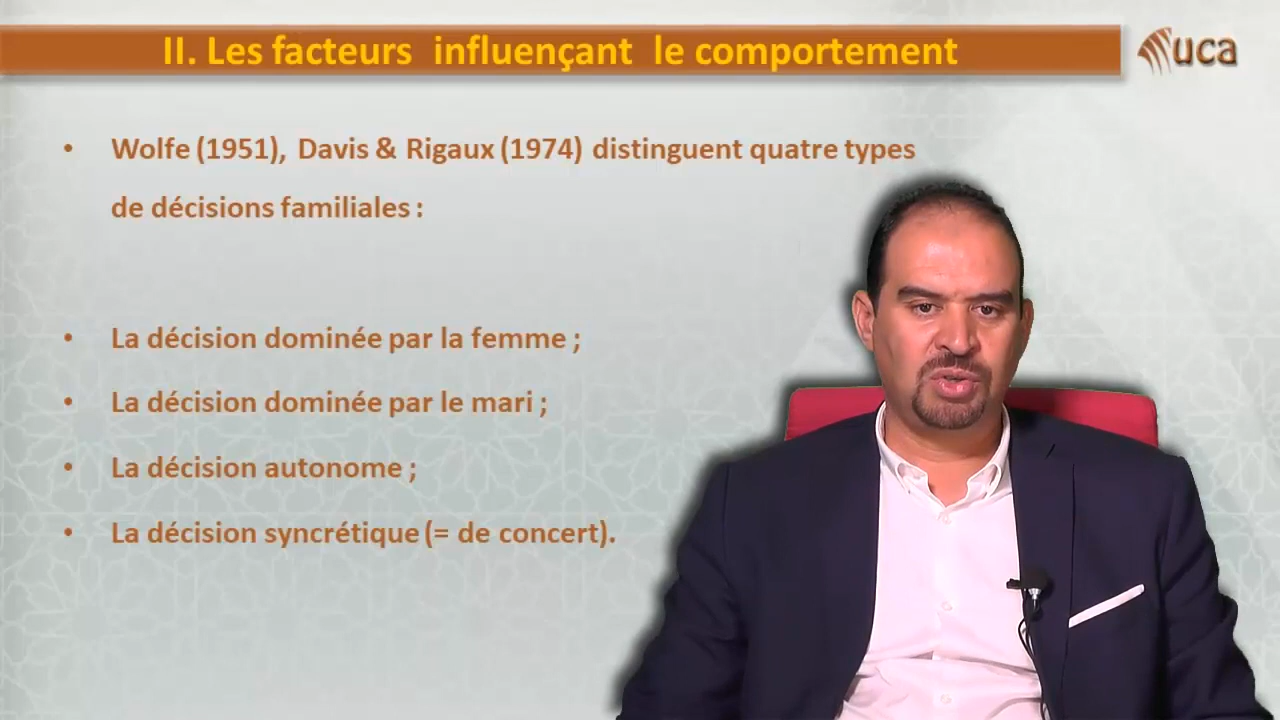 II. Les facteurs influençant le comportement
uca
• Wolfe (1951), Davis & Rigaux (1974) distinguent quatre types
de décisions familiales :
• La décision dominée par la femme ;
• La décision dominée par le mari ;
• La décision autonome ;
• La décision syncrétique (= de concert).